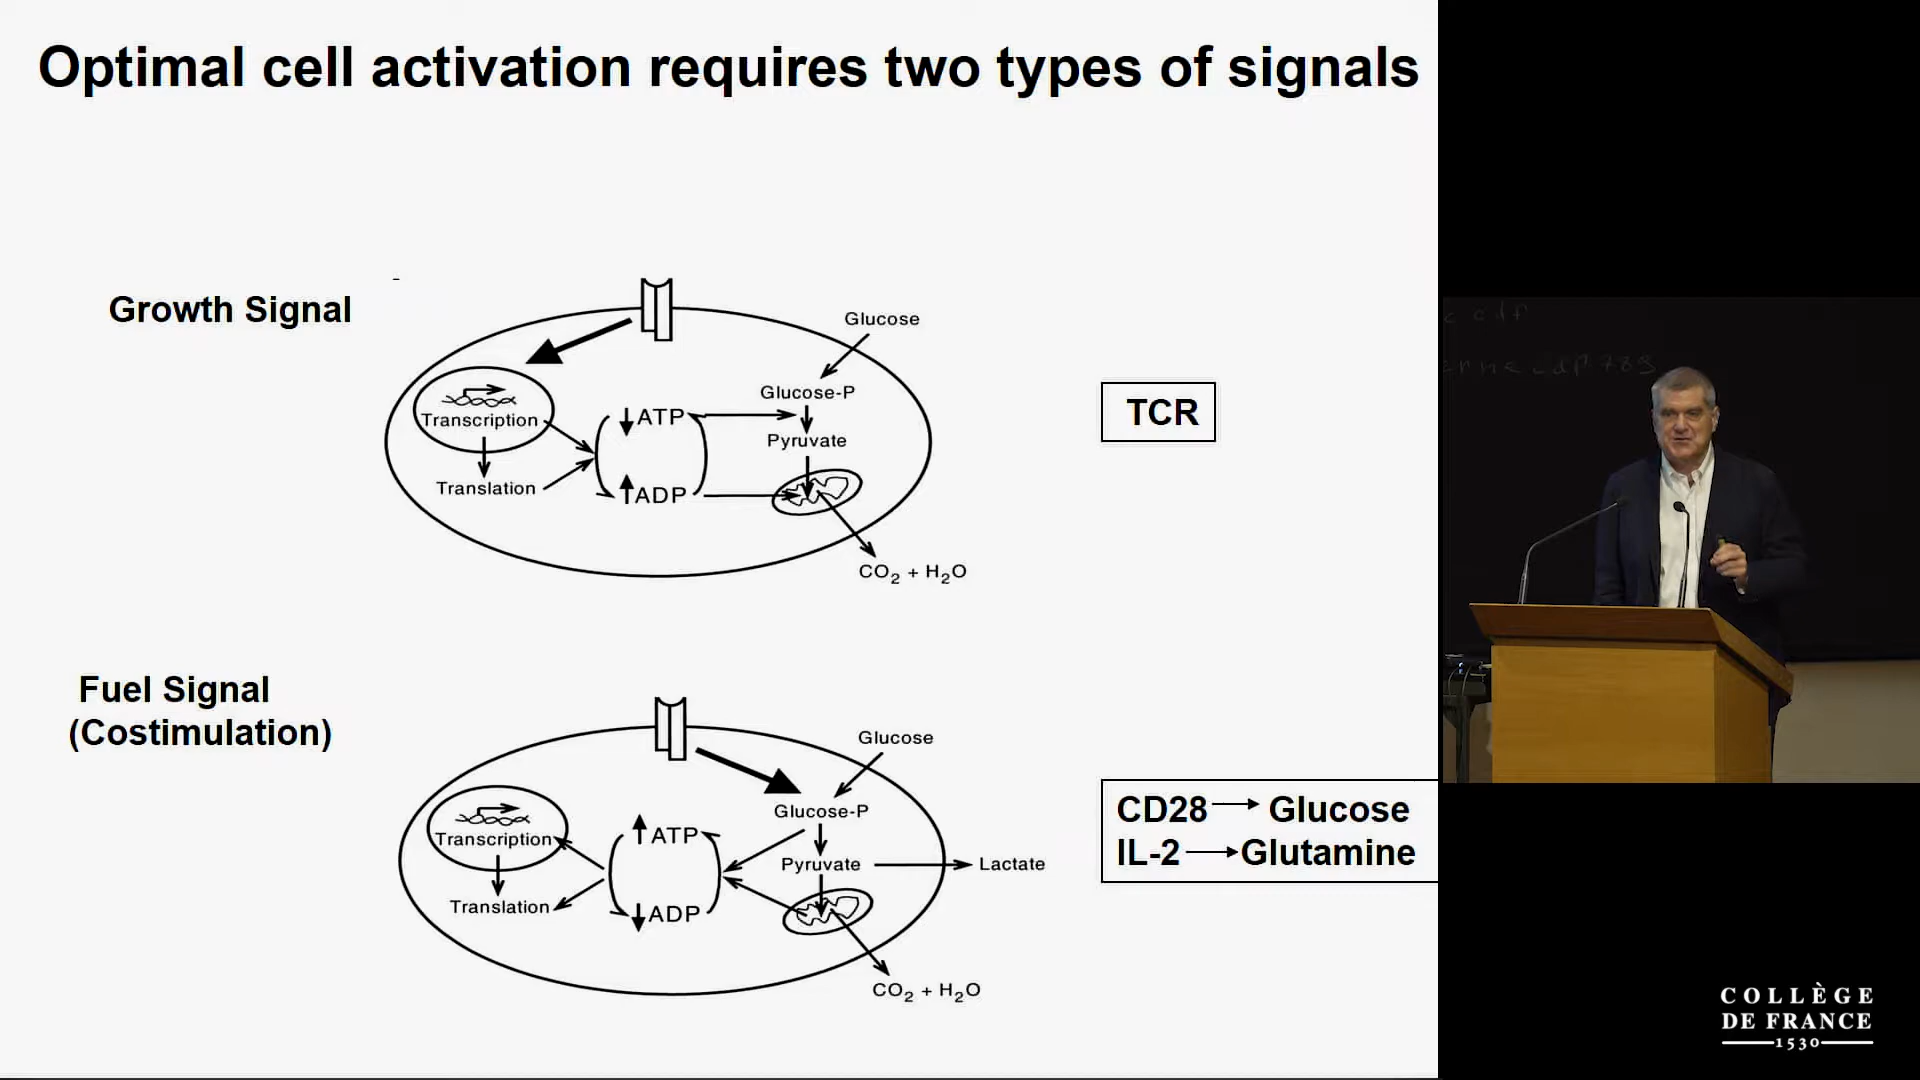 Optimal cell activation requires two types of signals
Growth Signal
Glucose
Glucose-P
Transcription
ATP
Pyruvate
TCR
Translation
ADP
CO₂ + H₂O
Fuel Signal
(Costimulation)
Glucose
Glucose-P
CD28 → Glucose
IL-2 → Glutamine
Transcription
ATP
Pyruvate
Lactate
Translation
ADP
CO₂ + H₂O
COLLÈGE
DE FRANCE
1530